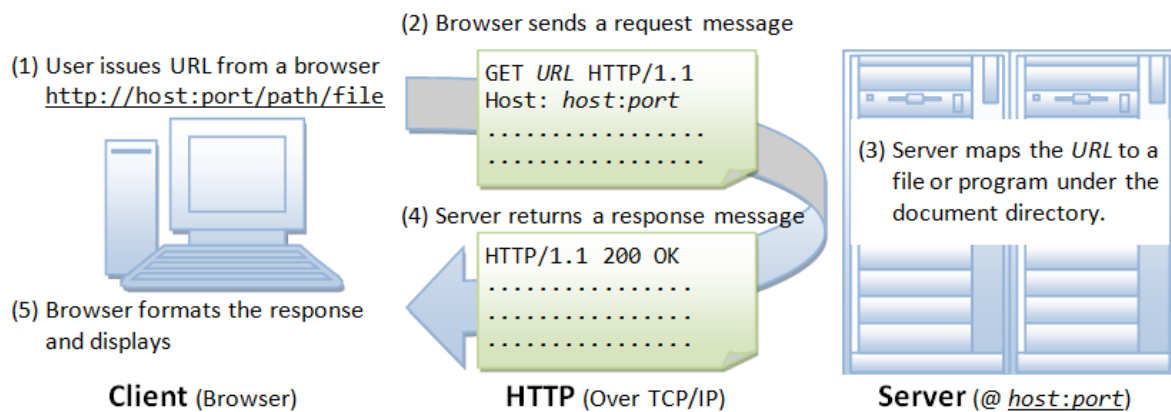 (1) User issues URL from a browser
http://host:port/path/file
(2) Browser sends a request message
GET URL HTTP/1.1
Host: host:port
.................
.................
(3) Server maps the URL to a
file or program under the
document directory.
(4) Server returns a response message
HTTP/1.1 200 OK
................
................
................
(5) Browser formats the response
and displays
Client (Browser)
HTTP (Over TCP/IP)
Server (@ host:port)